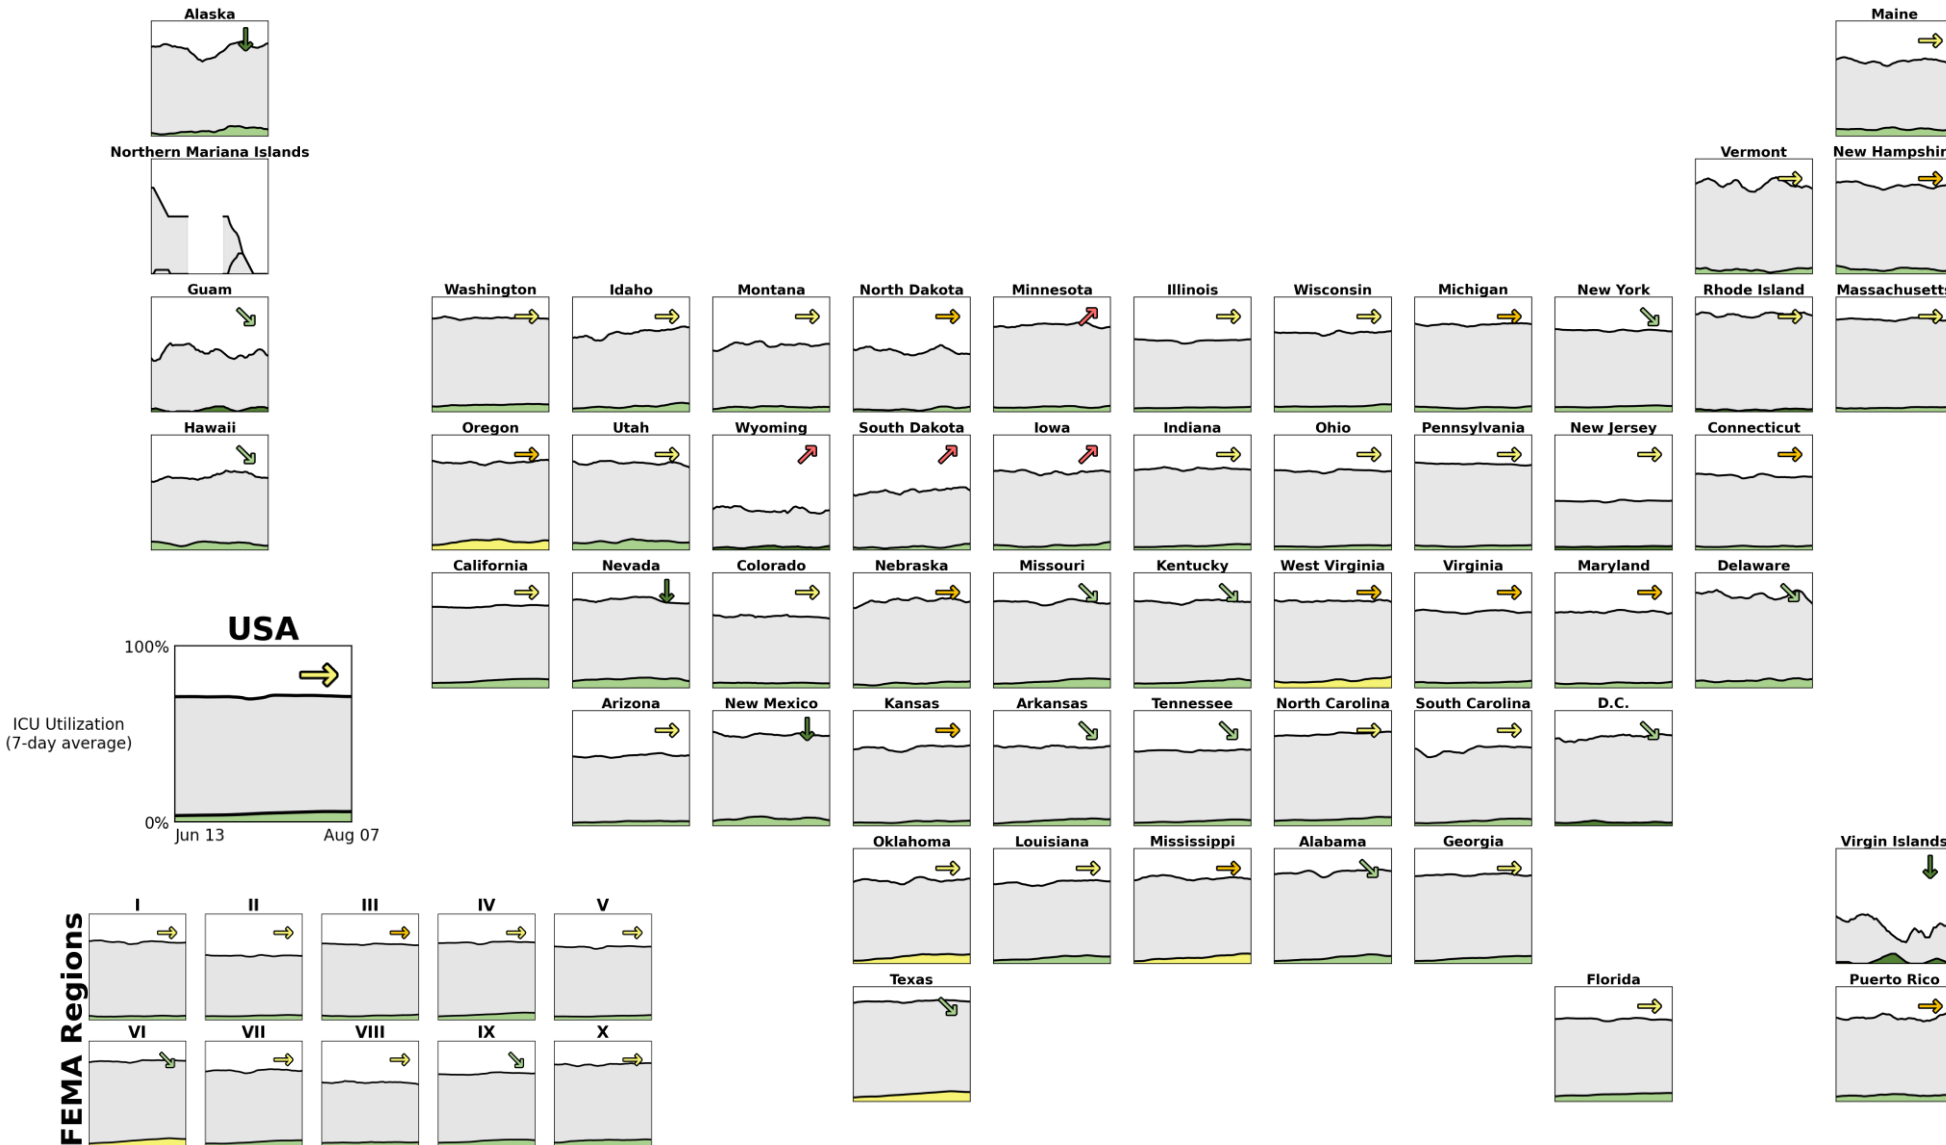 Alaska
Maine
Northern Mariana Islands
Vermont
New Hampshir
Guam
Washington
Idaho
Montana
North Dakota
Minnesota
Illinois
Wisconsin
Michigan
New York
Rhode Island
Massachusetts
Hawaii
Oregon
Utah
Wyoming
South Dakota
Iowa
Indiana
Ohio
Pennsylvania
New Jersey
Connecticut
California
Nevada
Colorado
Nebraska
Missouri
Kentucky
West Virginia
Virginia
Maryland
Delaware
USA
100%
ICU Utilization
(7-day average)
0%
Jun 13
Aug 07
Arizona
New Mexico
Kansas
Arkansas
Tennessee
North Carolina
South Carolina
D.C.
Oklahoma
Louisiana
Mississippi
Alabama
Georgia
Virgin Islands
Texas
Florida
Puerto Rico
FEMA Regions
I
II
III
IV
V
VI
VII
VIII
IX
X